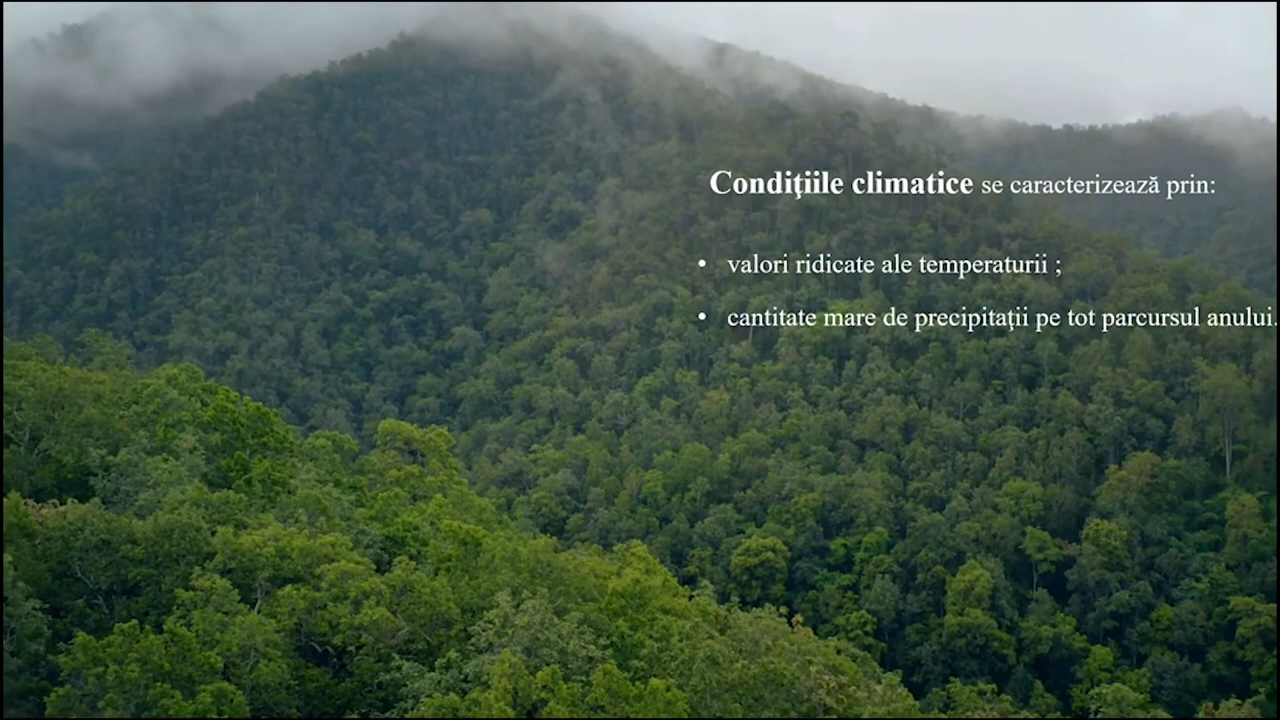 Condiţiile climatice se caracterizează prin:
• valori ridicate ale temperaturii ;
• cantitate mare de precipitaţii pe tot parcursul anului.